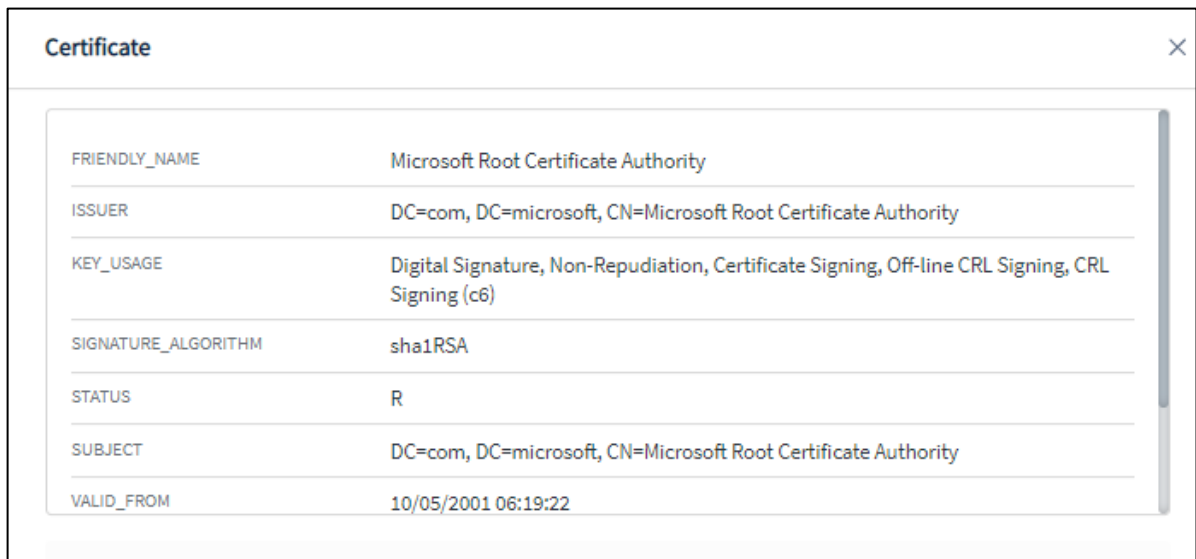 Certificate
FRIENDLY_NAME Microsoft Root Certificate Authority
ISSUER DC=com, DC=microsoft, CN=Microsoft Root Certificate Authority
KEY_USAGE Digital Signature, Non-Repudiation, Certificate Signing, Off-line CRL Signing, CRL
Signing (c6)
SIGNATURE_ALGORITHM sha1RSA
STATUS R
SUBJECT DC=com, DC=microsoft, CN=Microsoft Root Certificate Authority
VALID_FROM 10/05/2001 06:19:22